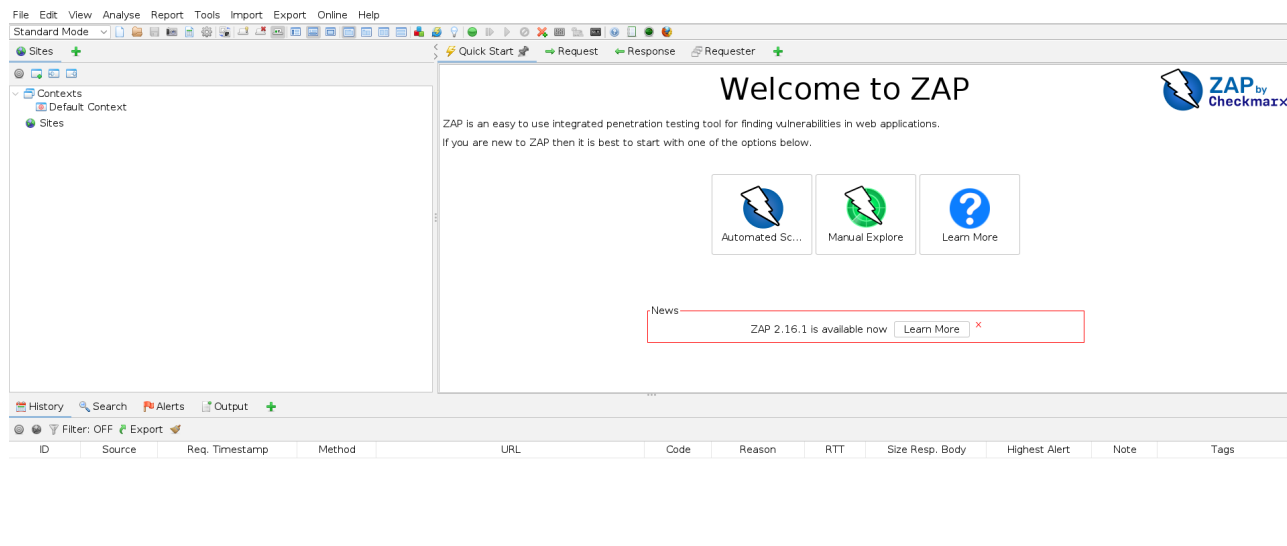 File Edit View Analyse Report Tools Import Export Online Help
Standard Mode
Sites
Quick Start Request Response Requester
Contexts
Default Context
Sites
Welcome to ZAP
ZAP by
Checkmarx
ZAP is an easy to use integrated penetration testing tool for finding vulnerabilities in web applications.
If you are new to ZAP then it is best to start with one of the options below.
Automated Sc... Manual Explore Learn More
News
ZAP 2.16.1 is available now Learn More ×
History Search Alerts Output
Filter: OFF Export
ID Source Req. Timestamp Method URL Code Reason RTT Size Resp. Body Highest Alert Note Tags